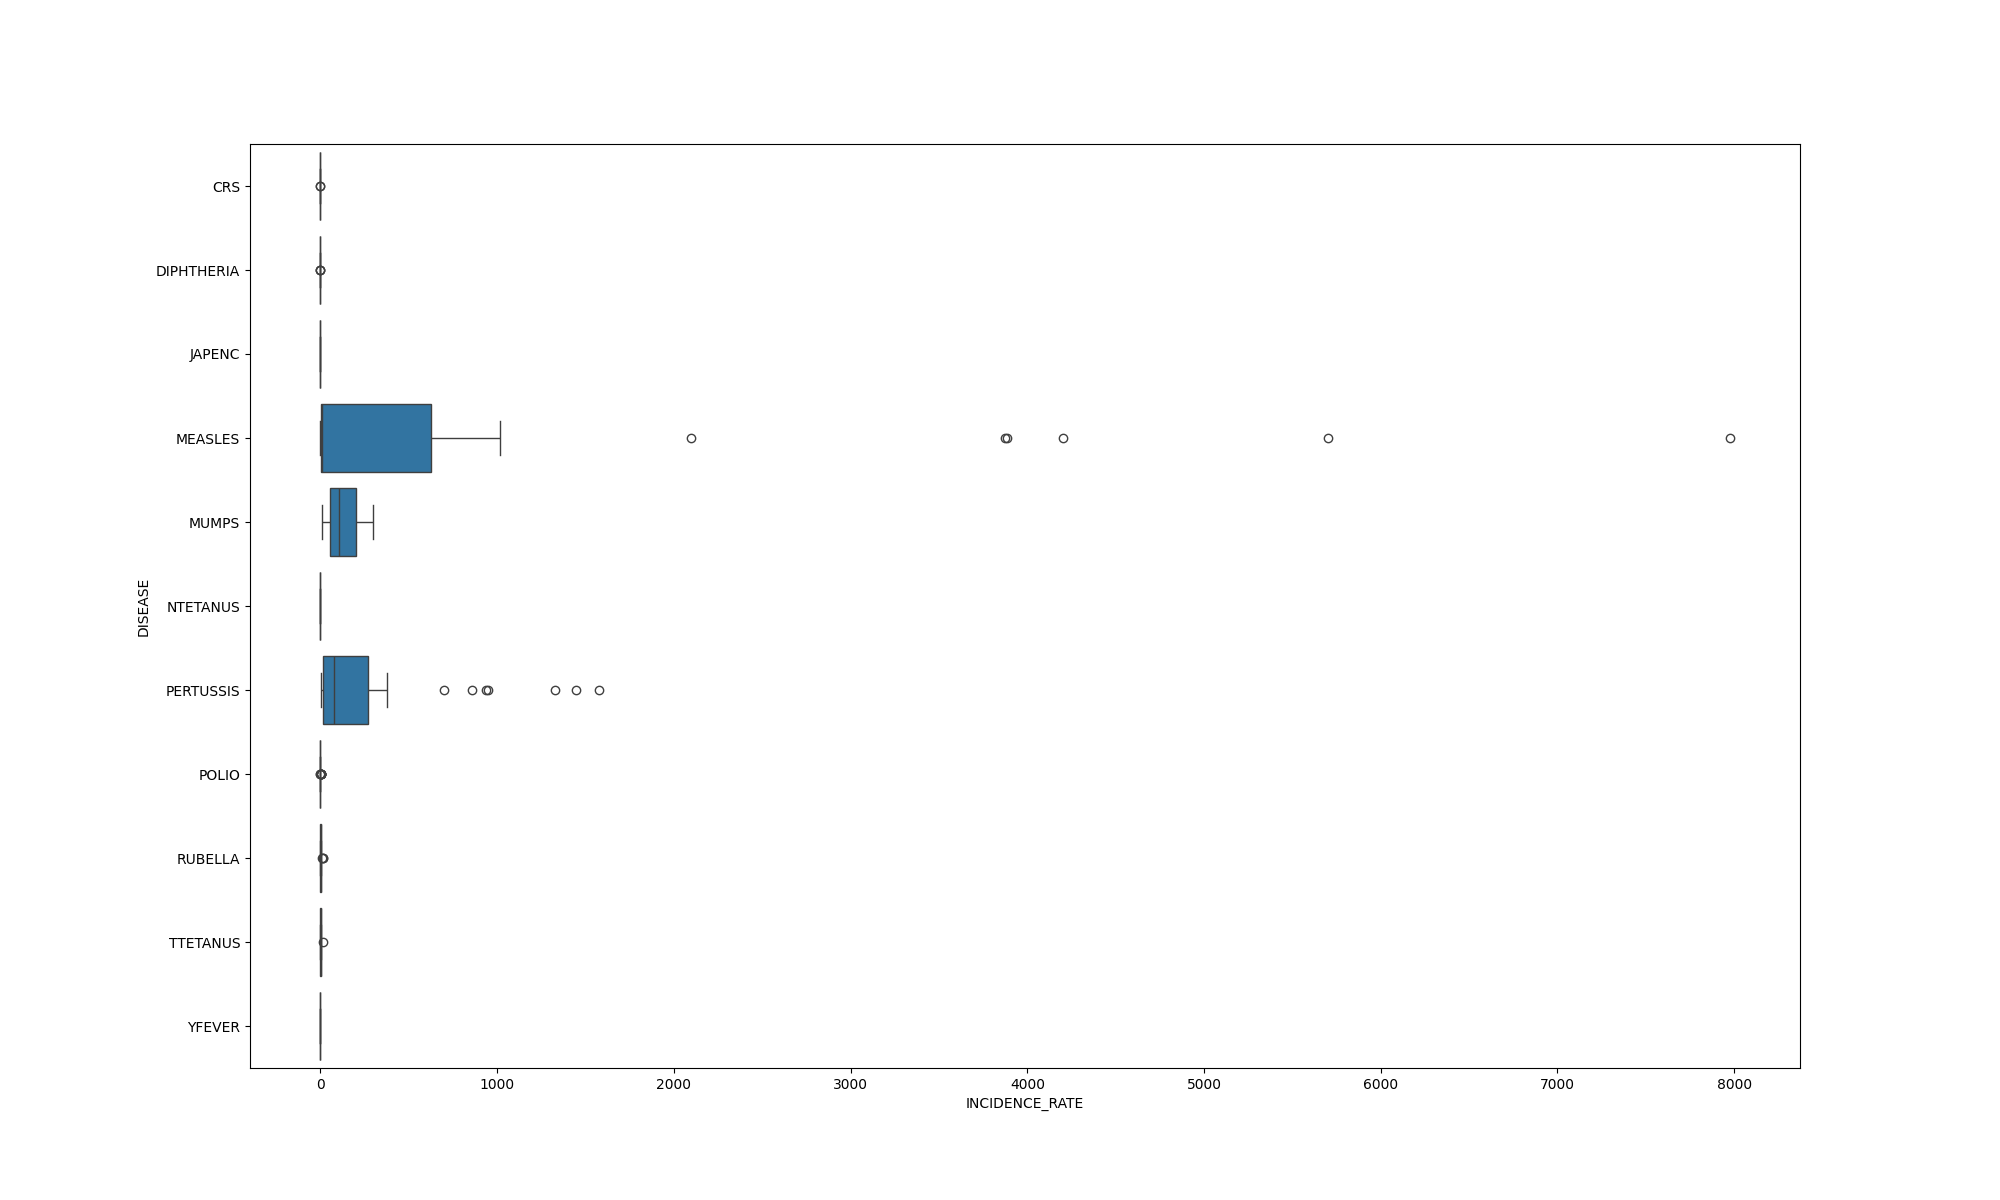 CRS
DIPHTHERIA
JAPENC
MEASLES
MUMPS
NTETANUS
PERTUSSIS
POLIO
RUBELLA
TTETANUS
YFEVER
DISEASE
0 1000 2000 3000 4000 5000 6000 7000 8000
INCIDENCE_RATE